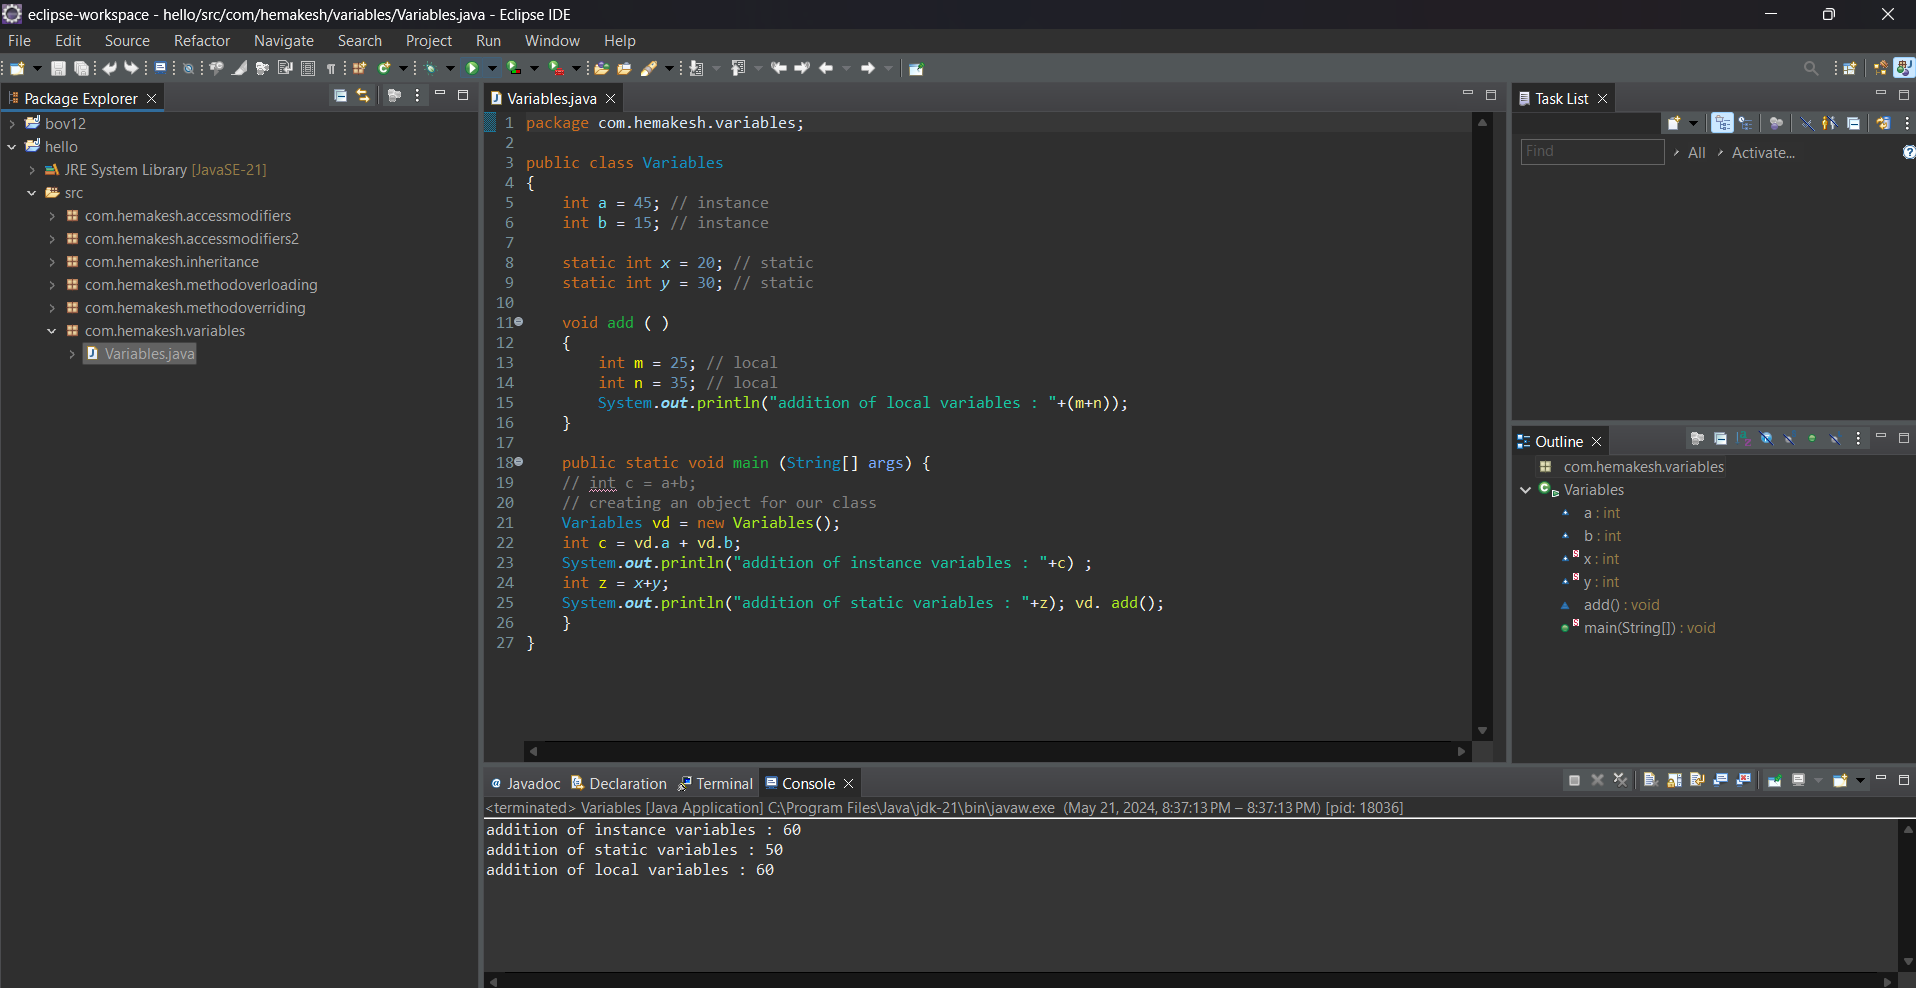 eclipse-workspace - hello/src/com/hemakesh/variables/Variables.java - Eclipse IDE
File Edit Source Refactor Navigate Search Project Run Window Help
Package Explorer
bov12
hello
JRE System Library [JavaSE-21]
src
com.hemakesh.accessmodifiers
com.hemakesh.accessmodifiers2
com.hemakesh.inheritance
com.hemakesh.methodoverloading
com.hemakesh.methodoverriding
com.hemakesh.variables
Variables.java
Variables.java
1 package com.hemakesh.variables;
2
3 public class Variables
4 {
5 int a = 45; // instance
6 int b = 15; // instance
7
8 static int x = 20; // static
9 static int y = 30; // static
10
11 void add ( )
12 {
13 int m = 25; // local
14 int n = 35; // local
15 System.out.println("addition of local variables : "+(m+n));
16 }
17
18 public static void main (String[] args) {
19 // int c = a+b;
20 // creating an object for our class
21 Variables vd = new Variables();
22 int c = vd.a + vd.b;
23 System.out.println("addition of instance variables : "+c) ;
24 int z = x+y;
25 System.out.println("addition of static variables : "+z); vd. add();
26 }
27 }
Task List
Find All Activate...
Outline
com.hemakesh.variables
Variables
a : int
b : int
x : int
y : int
add() : void
main(String[]) : void
Javadoc Declaration Terminal Console
<terminated> Variables [Java Application] C:\Program Files\Java\jdk-21\bin\javaw.exe (May 21, 2024, 8:37:13 PM – 8:37:13 PM) [pid: 18036]
addition of instance variables : 60
addition of static variables : 50
addition of local variables : 60